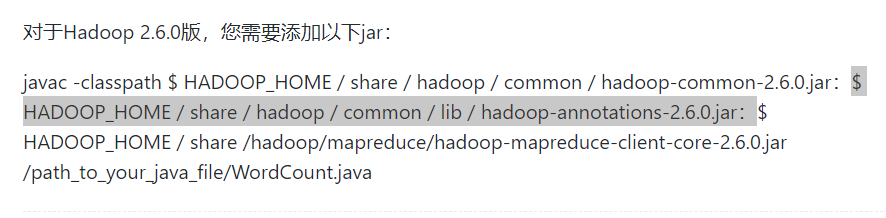 对于Hadoop 2.6.0版，您需要添加以下jar：
javac -classpath $ HADOOP_HOME / share / hadoop / common / hadoop-common-2.6.0.jar：$
HADOOP_HOME / share / hadoop / common / lib / hadoop-annotations-2.6.0.jar：$
HADOOP_HOME / share /hadoop/mapreduce/hadoop-mapreduce-client-core-2.6.0.jar
/path_to_your_java_file/WordCount.java